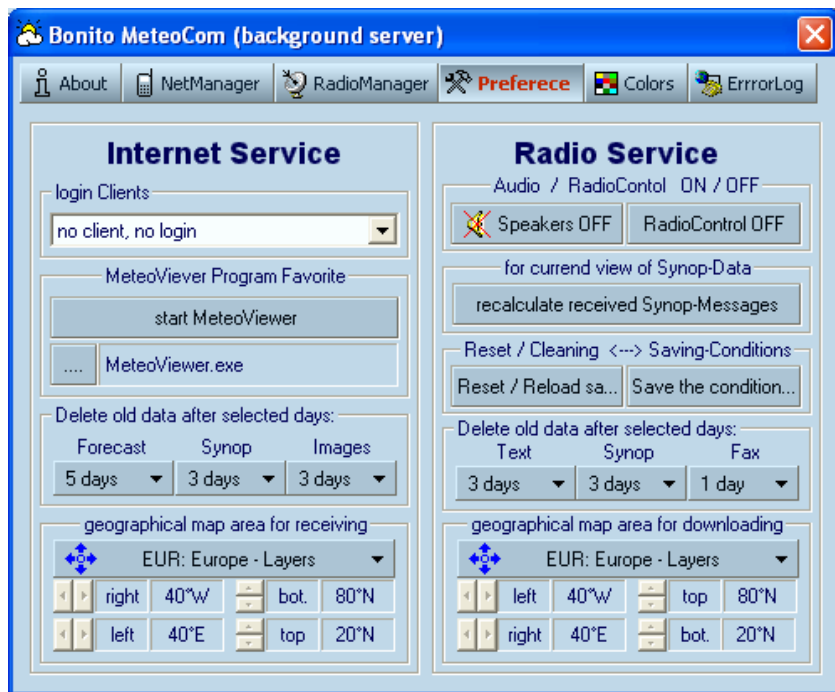 Bonito MeteoCom (background server)
About NetManager RadioManager Preferece Colors ErrrorLog
Internet Service
login Clients
no client, no login
MeteoViever Program Favorite
start MeteoViewer
.... MeteoViewer.exe
Delete old data after selected days:
Forecast Synop Images
5 days 3 days 3 days
geographical map area for receiving
EUR: Europe - Layers
right 40°W bot. 80°N
left 40°E top 20°N
Radio Service
Audio / RadioContol ON / OFF
Speakers OFF RadioControl OFF
for currend view of Synop-Data
recalculate received Synop-Messages
Reset / Cleaning <---> Saving-Conditions
Reset / Reload sa... Save the condition...
Delete old data after selected days:
Text Synop Fax
3 days 3 days 1 day
geographical map area for downloading
EUR: Europe - Layers
left 40°W top 80°N
right 40°E bot. 20°N